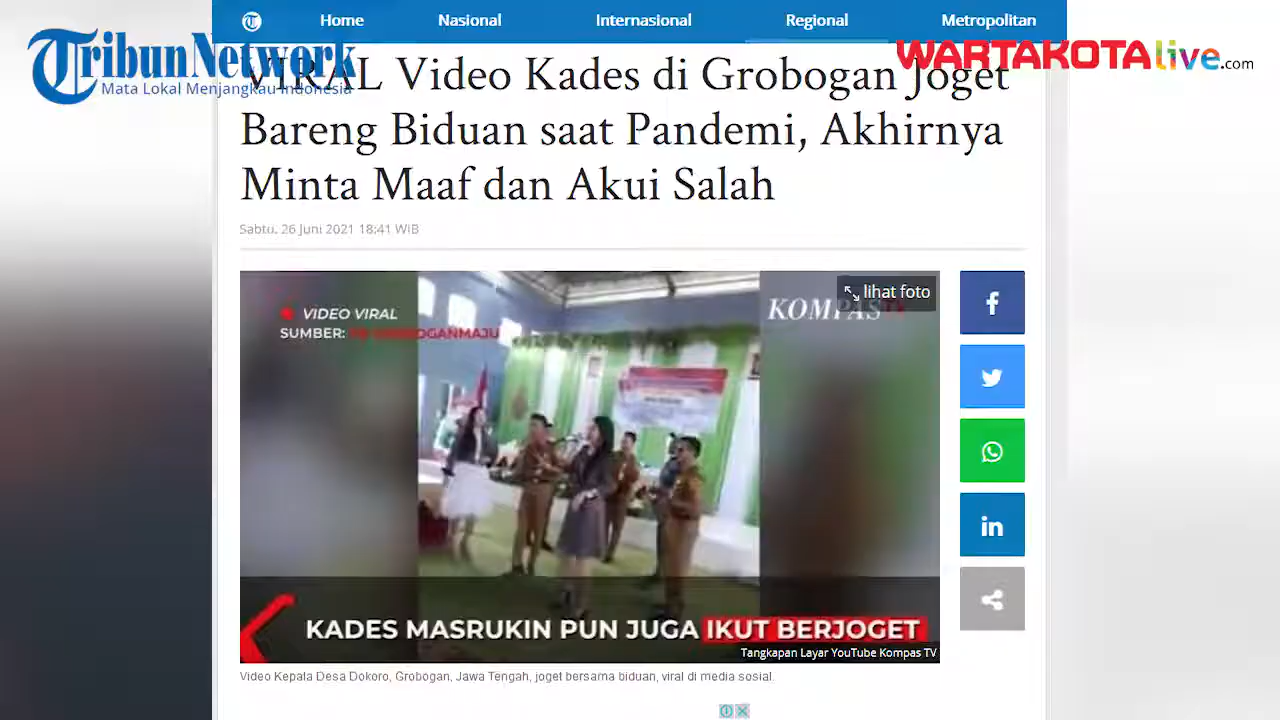 Home Nasional Internasional Regional Metropolitan
TribunNetwork
Mata Lokal Menjangkau Indonesia
WARTAKOTAlive.com
VIRAL Video Kades di Grobogan Joget
Bareng Biduan saat Pandemi, Akhirnya
Minta Maaf dan Akui Salah
Sabtu, 26 Juni 2021 18:41 WIB
VIDEO VIRAL
SUMBER:
lihat foto
KOMPAS
KADES MASRUKIN PUN JUGA IKUT BERJOGET
Tangkapan Layar YouTube Kompas TV
Video Kepala Desa Dokoro, Grobogan, Jawa Tengah, joget bersama biduan, viral di media sosial.